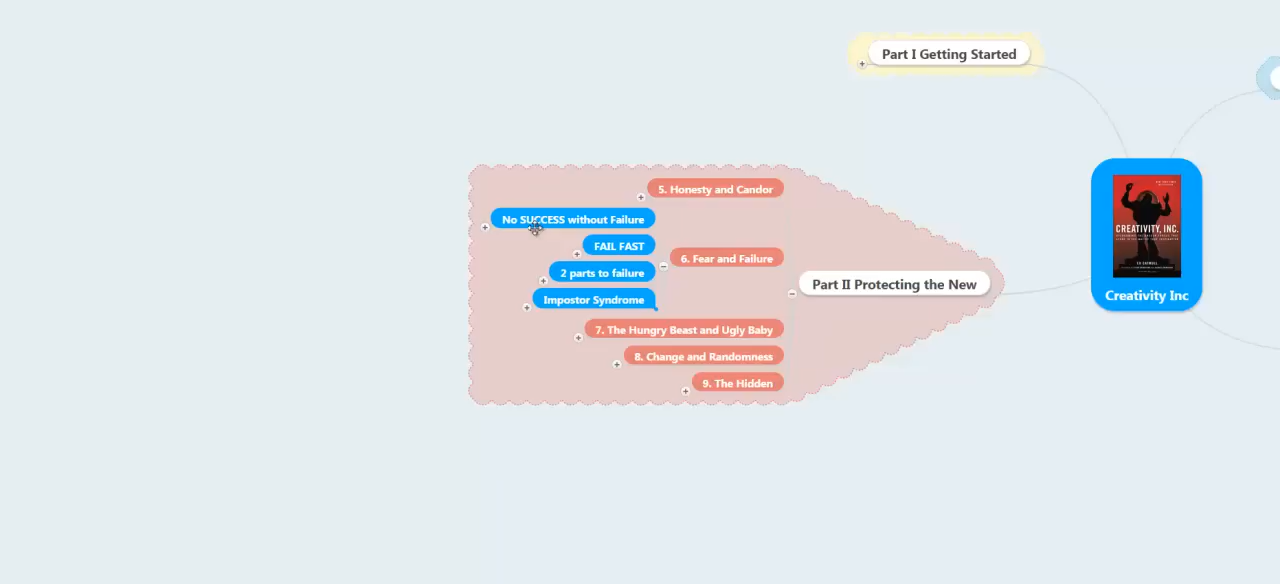 Part I Getting Started
5. Honesty and Candor
No SUCCESS without Failure
FAIL FAST
6. Fear and Failure
2 parts to failure
Impostor Syndrome
Part II Protecting the New
7. The Hungry Beast and Ugly Baby
8. Change and Randomness
9. The Hidden
CREATIVITY, INC.
Creativity Inc